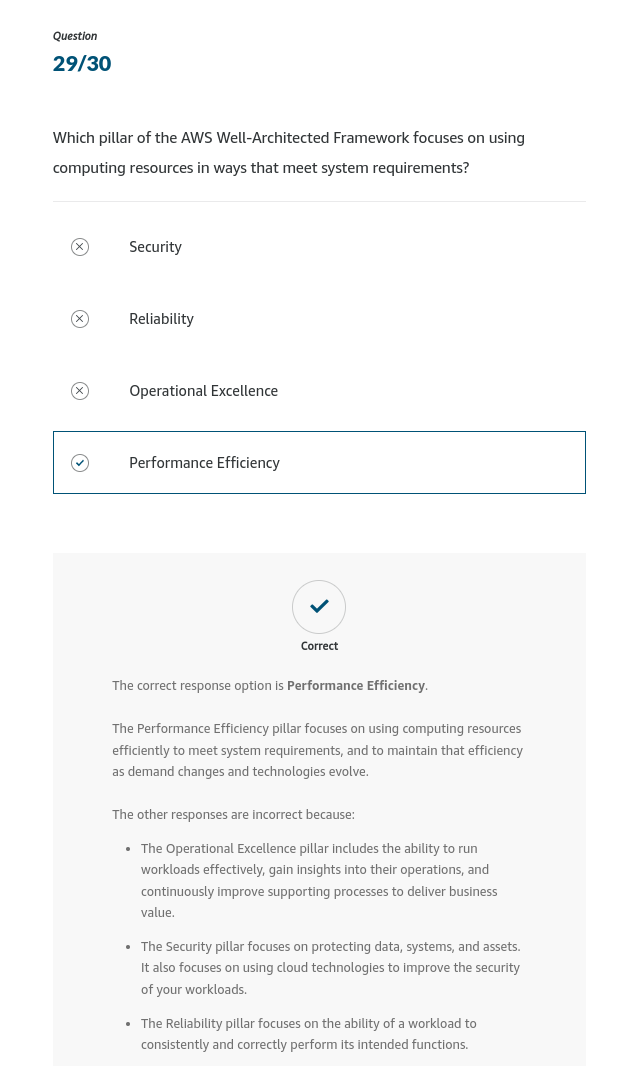 Question
29/30
Which pillar of the AWS Well-Architected Framework focuses on using
computing resources in ways that meet system requirements?
Security
Reliability
Operational Excellence
Performance Efficiency
Correct
The correct response option is Performance Efficiency.
The Performance Efficiency pillar focuses on using computing resources
efficiently to meet system requirements, and to maintain that efficiency
as demand changes and technologies evolve.
The other responses are incorrect because:
• The Operational Excellence pillar includes the ability to run
workloads effectively, gain insights into their operations, and
continuously improve supporting processes to deliver business
value.
• The Security pillar focuses on protecting data, systems, and assets.
It also focuses on using cloud technologies to improve the security
of your workloads.
• The Reliability pillar focuses on the ability of a workload to
consistently and correctly perform its intended functions.